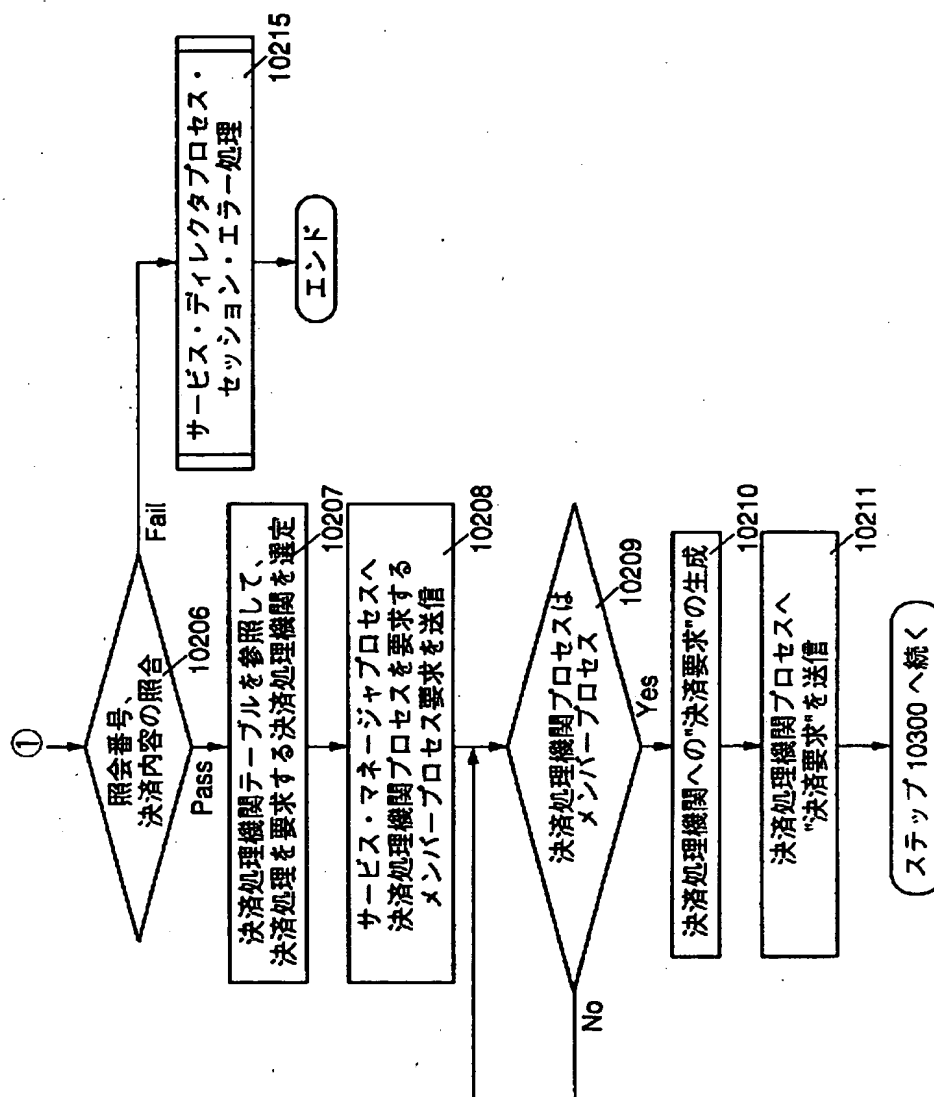 ①
照会番号、
決済内容の照合
10206
Fail
Pass
サービス・ディレクタプロセス・
セッション・エラー処理
10215
エンド
決済処理機関テーブルを参照して、
決済処理を要求する決済処理機関を選定
10207
サービス・マネージャプロセスへ
決済処理機関プロセスを要求する
メンバープロセス要求を送信
10208
決済処理機関プロセスは
メンバープロセス
10209
No
Yes
決済処理機関への"決済要求"の生成
10210
決済処理機関プロセスへ
"決済要求"を送信
10211
ステップ 10300 へ続く